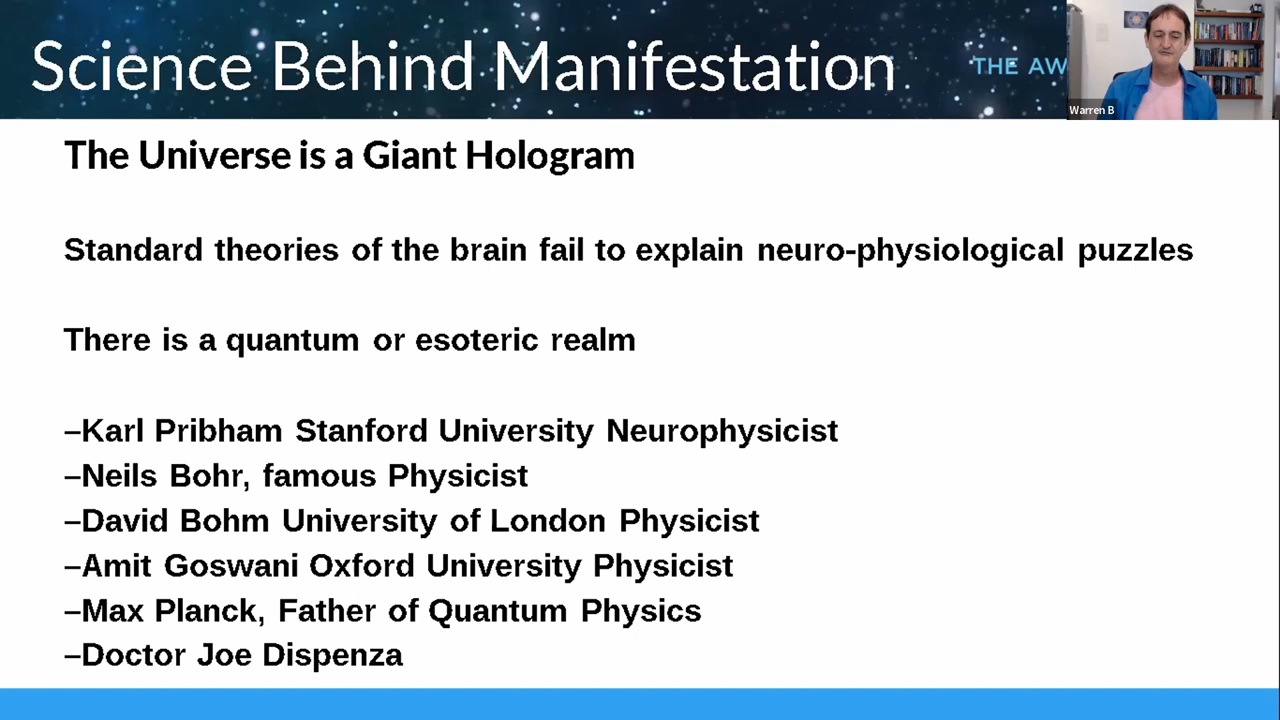 Science Behind Manifestation
THE AW
Warren B
The Universe is a Giant Hologram
Standard theories of the brain fail to explain neuro-physiological puzzles
There is a quantum or esoteric realm
–Karl Pribham Stanford University Neurophysicist
–Neils Bohr, famous Physicist
–David Bohm University of London Physicist
–Amit Goswani Oxford University Physicist
–Max Planck, Father of Quantum Physics
–Doctor Joe Dispenza